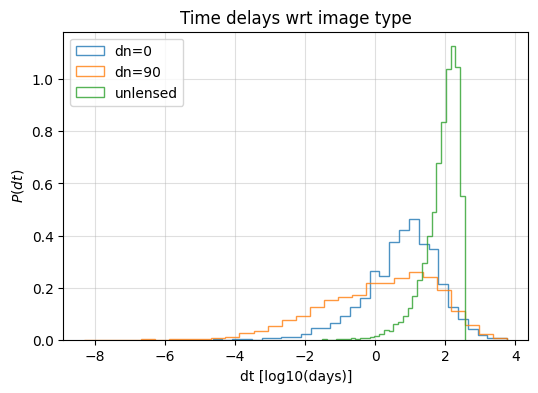 Time delays wrt image type
dn=0
dn=90
unlensed
P(dt)
1.0
0.8
0.6
0.4
0.2
0.0
−8 −6 −4 −2 0 2 4
dt [log10(days)]